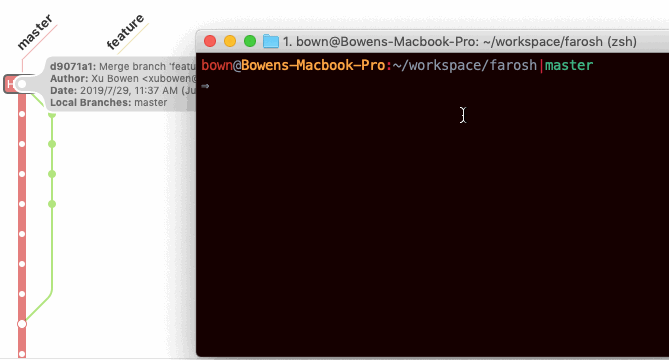 master
feature
1. bown@Bowens-Macbook-Pro: ~/workspace/farosh (zsh)
bown@Bowens-Macbook-Pro:~/workspace/farosh|master
⇒
H
d9071a1: Merge branch 'featu
Author: Xu Bowen <xubowen@
Date: 2019/7/29, 11:37 AM (Ju
Local Branches: master